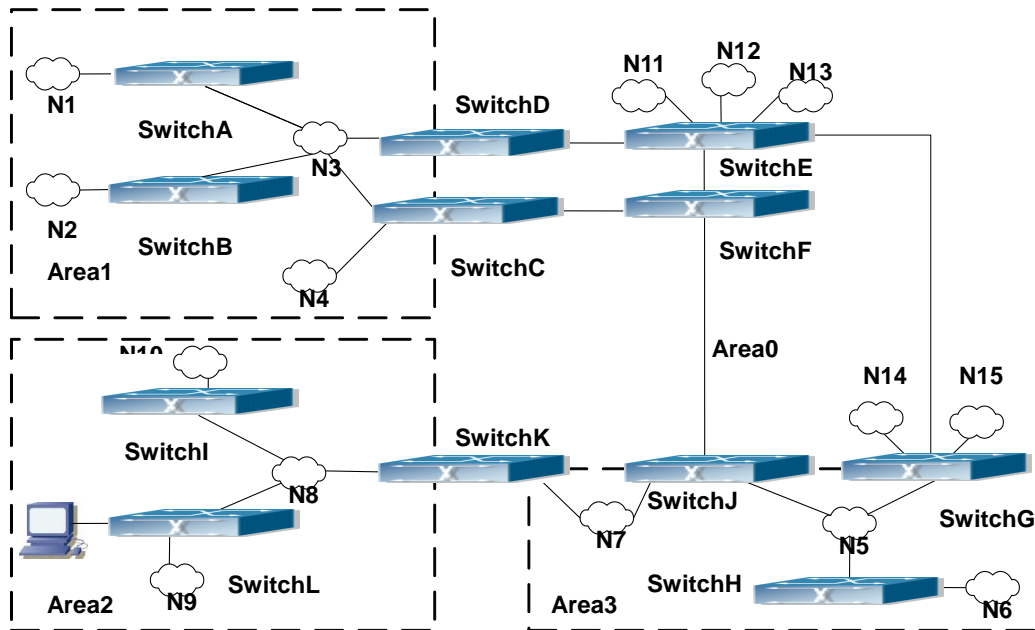 N11
N12
N13
N1
SwitchD
SwitchA
N3
SwitchE
N2
SwitchB
SwitchF
Area1
SwitchC
N4
Area0
N10
N14
N15
SwitchI
SwitchK
N8
SwitchJ
SwitchG
N7
N5
SwitchL
SwitchH
Area2
N9
Area3
N6